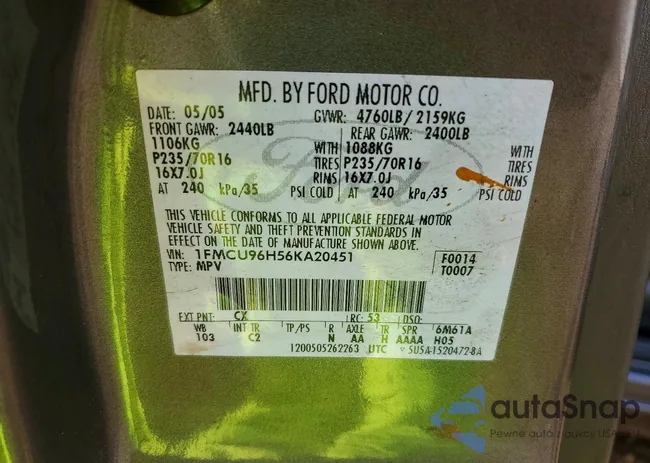 MFD. BY FORD MOTOR CO.
DATE: 05/05 GVWR: 4760LB/ 2159KG
FRONT GAWR: 2440LB REAR GAWR: 2400LB
1106KG WITH 1088KG WITH
P235/70R16 TIRES P235/70R16 TIRES
16X7.0J RIMS 16X7.0J RIMS
AT 240 kPa/35 PSI COLD AT 240 kPa/35 PSI COLD
Ford
THIS VEHICLE CONFORMS TO ALL APPLICABLE FEDERAL MOTOR
VEHICLE SAFETY AND THEFT PREVENTION STANDARDS IN
EFFECT ON THE DATE OF MANUFACTURE SHOWN ABOVE.
VIN: 1FMCU96H56KA20451 F0014
TYPE: MPV T0007
EXT PNT: CX RC: 53 DSO:
WB INT TR TP/PS R AXLE TR SPR 6M61A
103 C2 N AA H AAAA H05
1200505262263 UTC 5U5A-1520472-BA
autoSnap
Pewne auta z aukcji USA